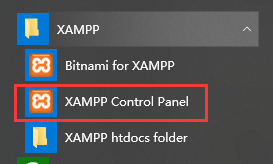 XAMPP
Bitnami for XAMPP
XAMPP Control Panel
XAMPP htdocs folder